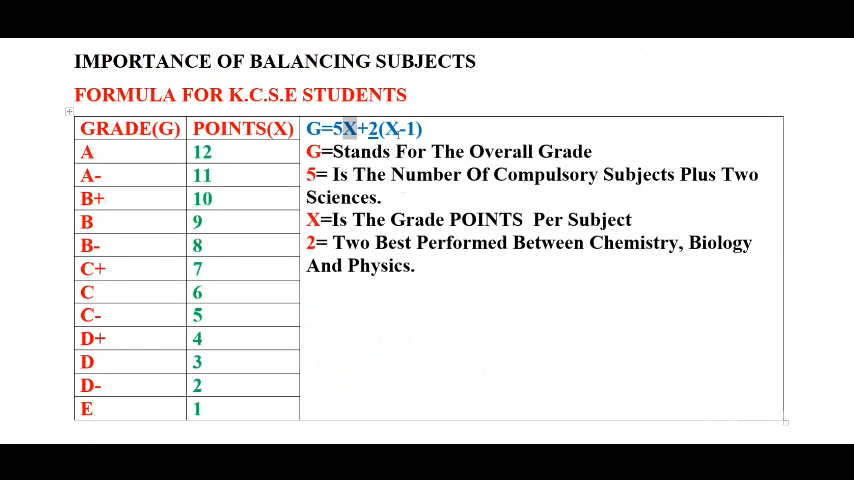 IMPORTANCE OF BALANCING SUBJECTS
FORMULA FOR K.C.S.E STUDENTS
GRADE(G) POINTS(X)
A 12
A- 11
B+ 10
B 9
B- 8
C+ 7
C 6
C- 5
D+ 4
D 3
D- 2
E 1
G=5X+2(X-1)
G=Stands For The Overall Grade
5= Is The Number Of Compulsory Subjects Plus Two
Sciences.
X=Is The Grade POINTS Per Subject
2= Two Best Performed Between Chemistry, Biology
And Physics.